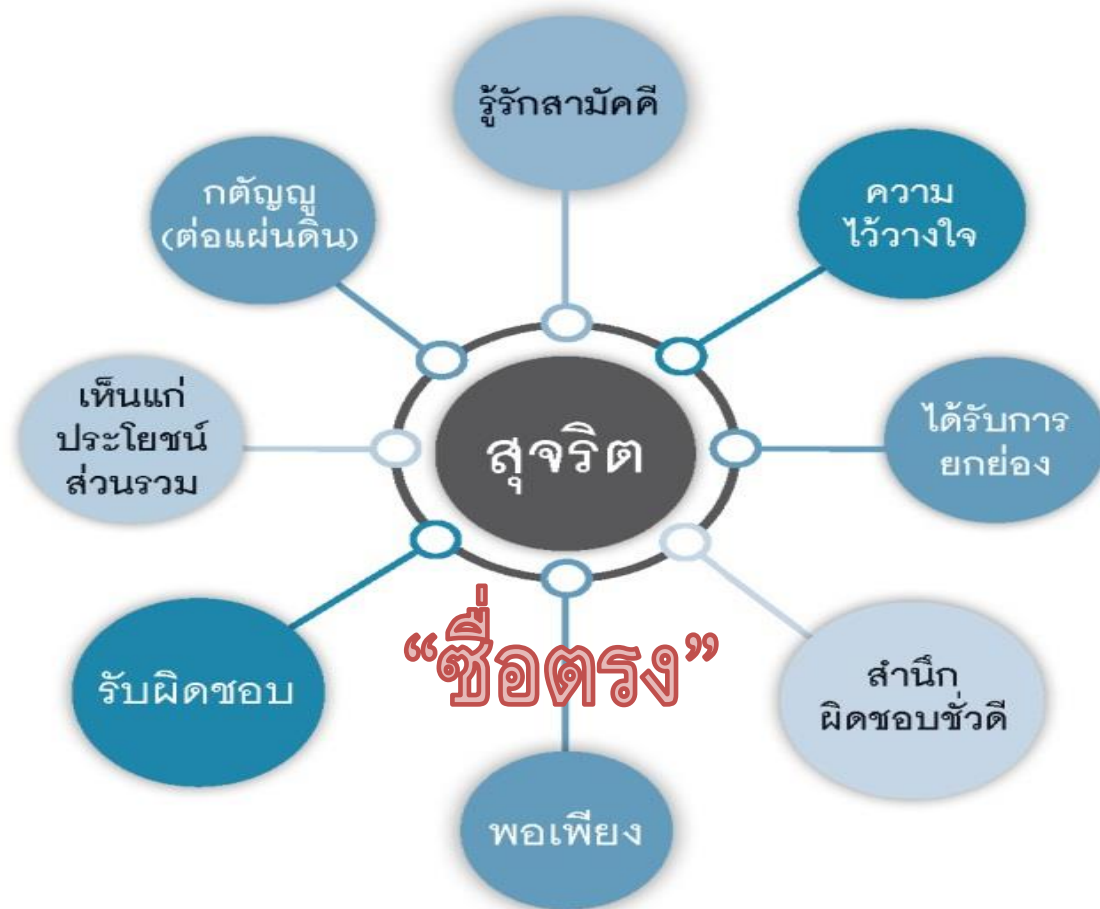 รู้รักสามัคคี
ความ
ไว้วางใจ
ได้รับการ
ยกย่อง
สำนึก
ผิดชอบชั่วดี
พอเพียง
รับผิดชอบ
เห็นแก่
ประโยชน์
ส่วนรวม
กตัญญู
(ต่อแผ่นดิน)
สุจริต
“ซื่อตรง”